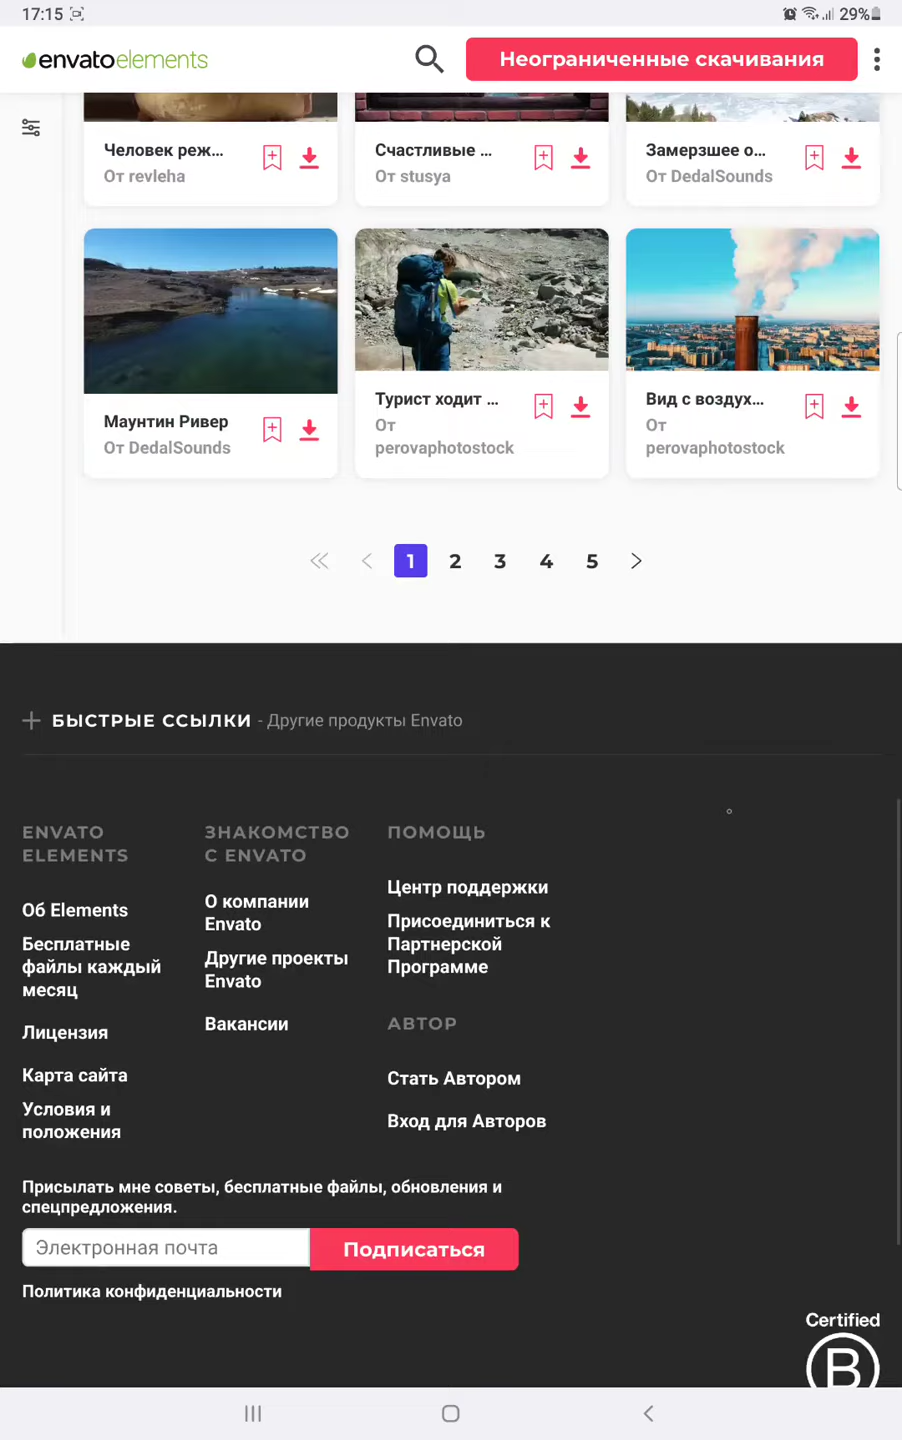 17:15
29%
envatoelements
Неограниченные скачивания
Человек реж...
От revleha
Счастливые ...
От stusya
Замерзшее о...
От DedalSounds
Маунтин Ривер
От DedalSounds
Турист ходит ...
От
perovaphotostock
Вид с воздух...
От
perovaphotostock
1 2 3 4 5
БЫСТРЫЕ ССЫЛКИ - Другие продукты Envato
ENVATO
ELEMENTS
Об Elements
Бесплатные
файлы каждый
месяц
Лицензия
Карта сайта
Условия и
положения
ЗНАКОМСТВО
С ENVATO
О компании
Envato
Другие проекты
Envato
Вакансии
ПОМОЩЬ
Центр поддержки
Присоединиться к
Партнерской
Программе
АВТОР
Стать Автором
Вход для Авторов
Присылать мне советы, бесплатные файлы, обновления и
спецпредложения.
Электронная почта
Подписаться
Политика конфиденциальности
Certified
B